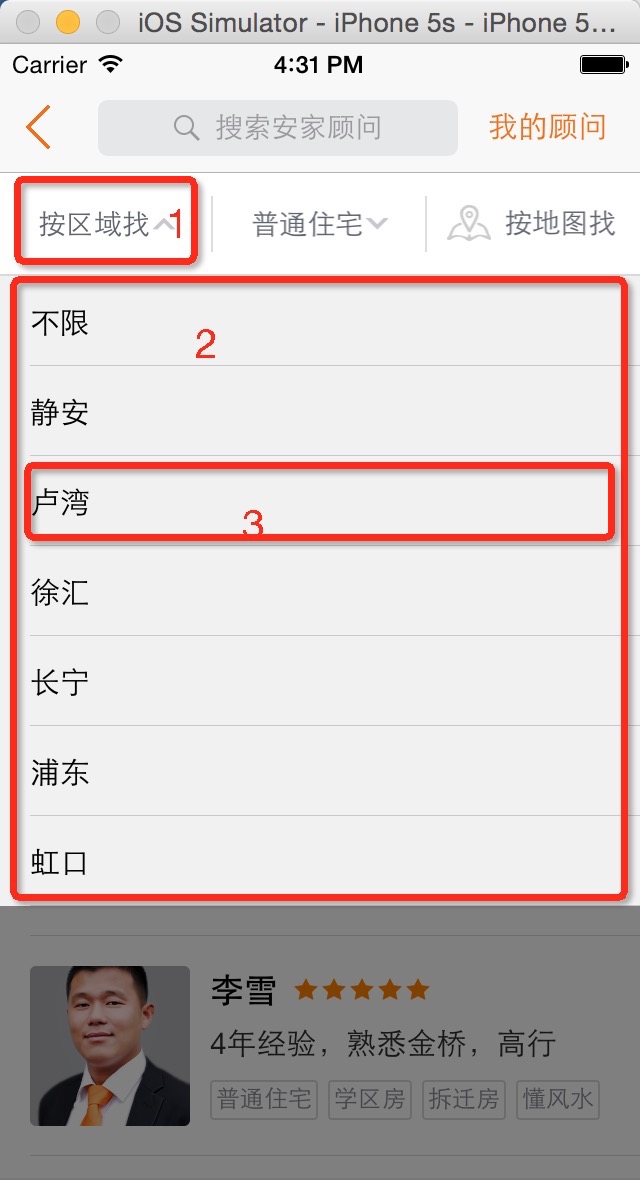 iOS Simulator - iPhone 5s - iPhone 5...
Carrier 4:31 PM
搜索安家顾问 我的顾问
按区域找 1 普通住宅 按地图找
不限
2
静安
卢湾
3
徐汇
长宁
浦东
虹口
李雪
4年经验，熟悉金桥，高行
普通住宅 学区房 拆迁房 懂风水